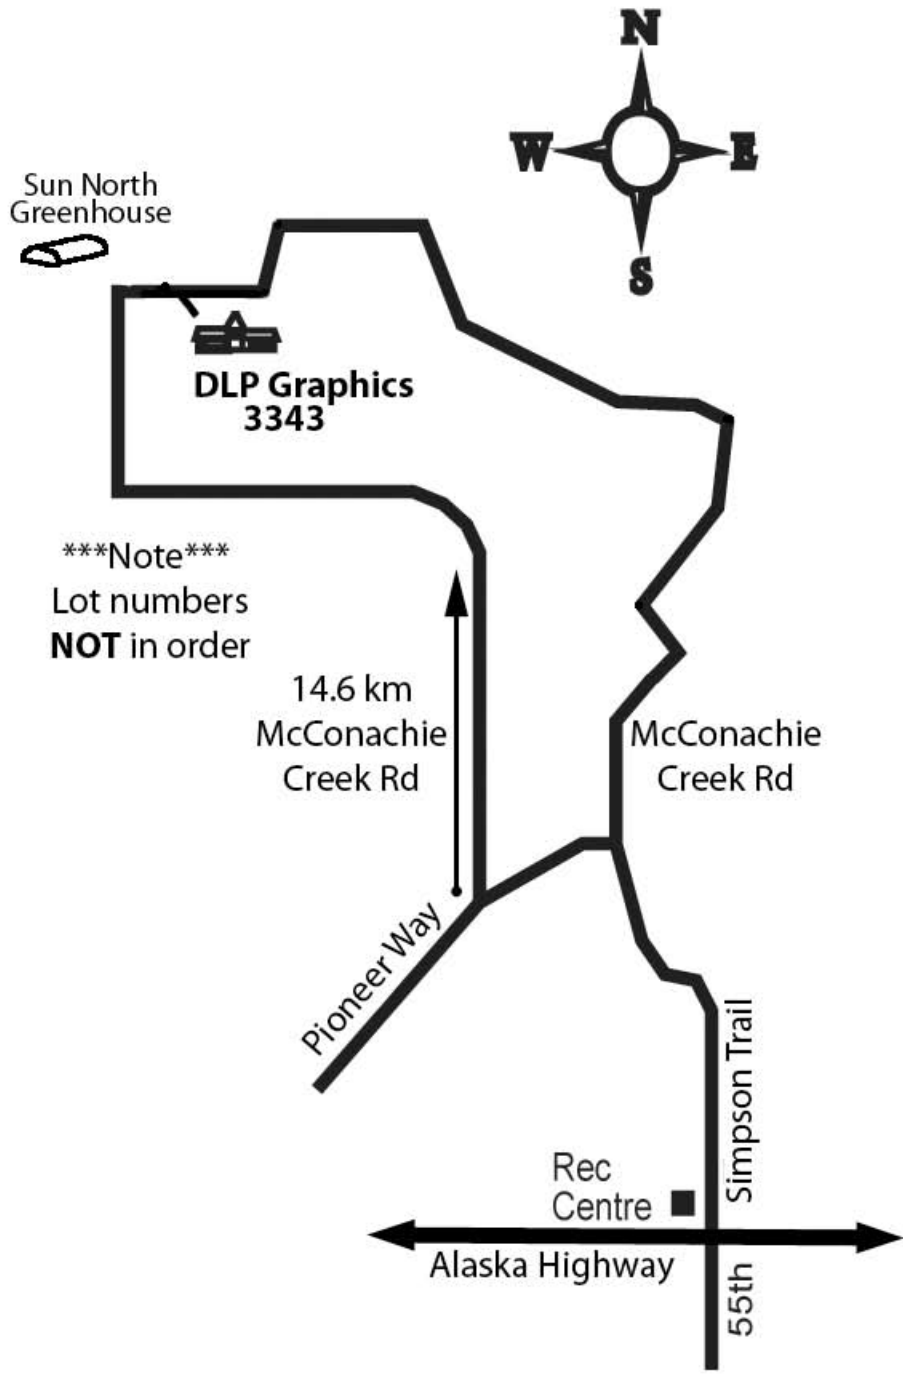 N
W
E
S
Sun North
Greenhouse
DLP Graphics
3343
***Note***
Lot numbers
NOT in order
14.6 km
McConachie
Creek Rd
McConachie
Creek Rd
Pioneer Way
Simpson Trail
Rec
Centre
Alaska Highway
55th